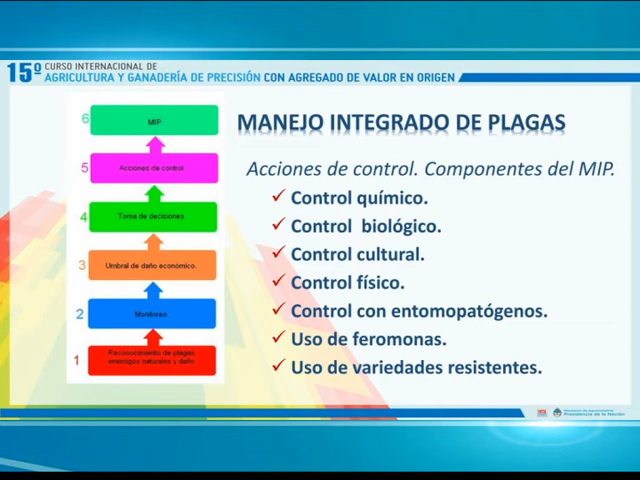 15º CURSO INTERNACIONAL DE
AGRICULTURA Y GANADERÍA DE PRECISIÓN CON AGREGADO DE VALOR EN ORIGEN
MANEJO INTEGRADO DE PLAGAS
Acciones de control. Componentes del MIP.
Control químico.
Control biológico.
Control cultural.
Control físico.
Control con entomopatógenos.
Uso de feromonas.
Uso de variedades resistentes.
6 MIP
5 Acciones de control.
4 Toma de decisiones.
3 Umbral de daño económico.
2 Monitoreo.
1 Reconocimiento de plagas
enemigos naturales y daño.
Presidencia de la Nación